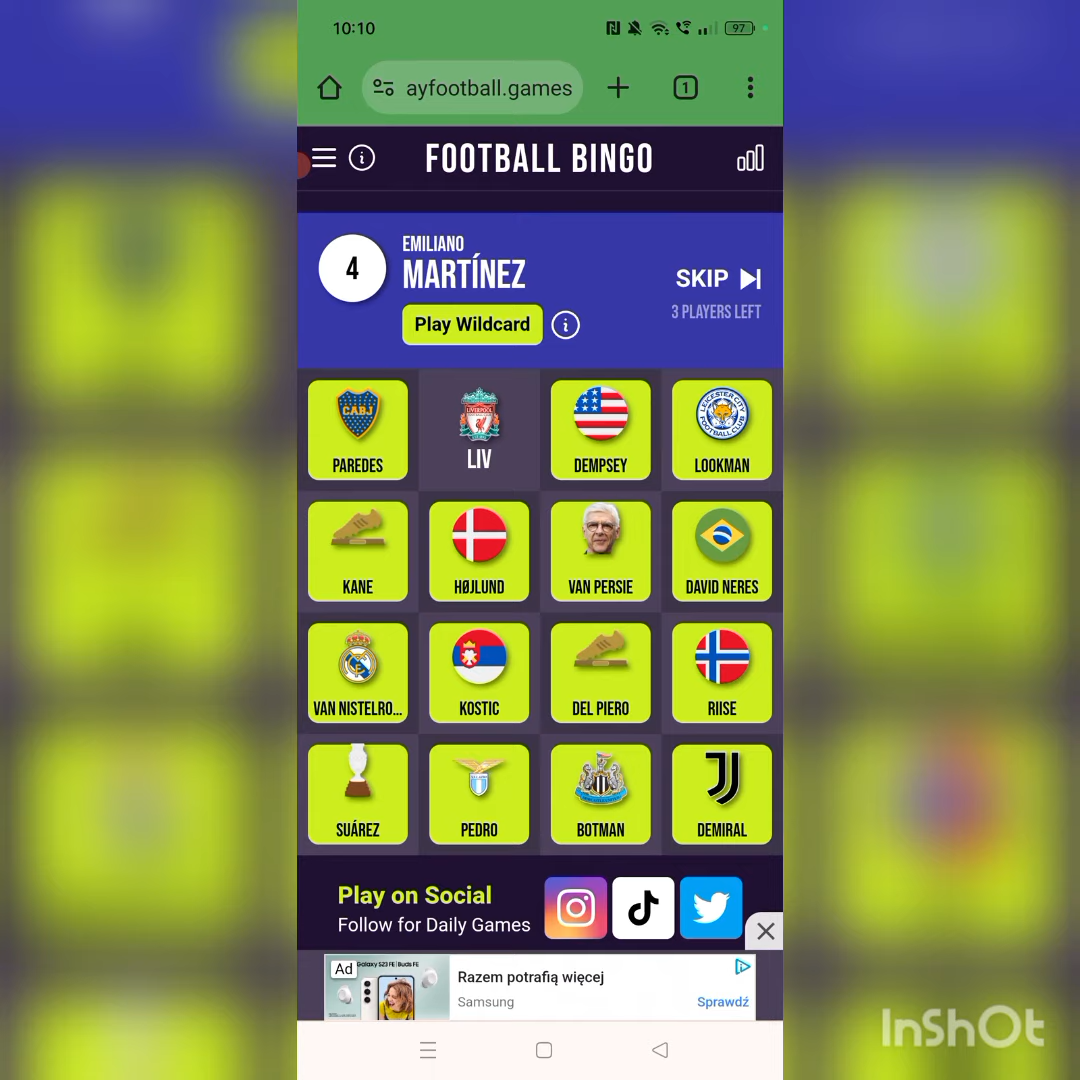 10:10
97
ayfootball.games
1
FOOTBALL BINGO
4
EMILIANO
MARTÍNEZ
SKIP
Play Wildcard
3 PLAYERS LEFT
CABJ
PAREDES
LIV
DEMPSEY
LOOKMAN
KANE
HØJLUND
VAN PERSIE
DAVID NERES
VAN NISTELRO...
KOSTIC
DEL PIERO
RIISE
SUÁREZ
PEDRO
BOTMAN
DEMIRAL
Play on Social
Follow for Daily Games
Ad
Galaxy S23 FE | Buds FE
Razem potrafią więcej
Samsung
Sprawdź
InShOt